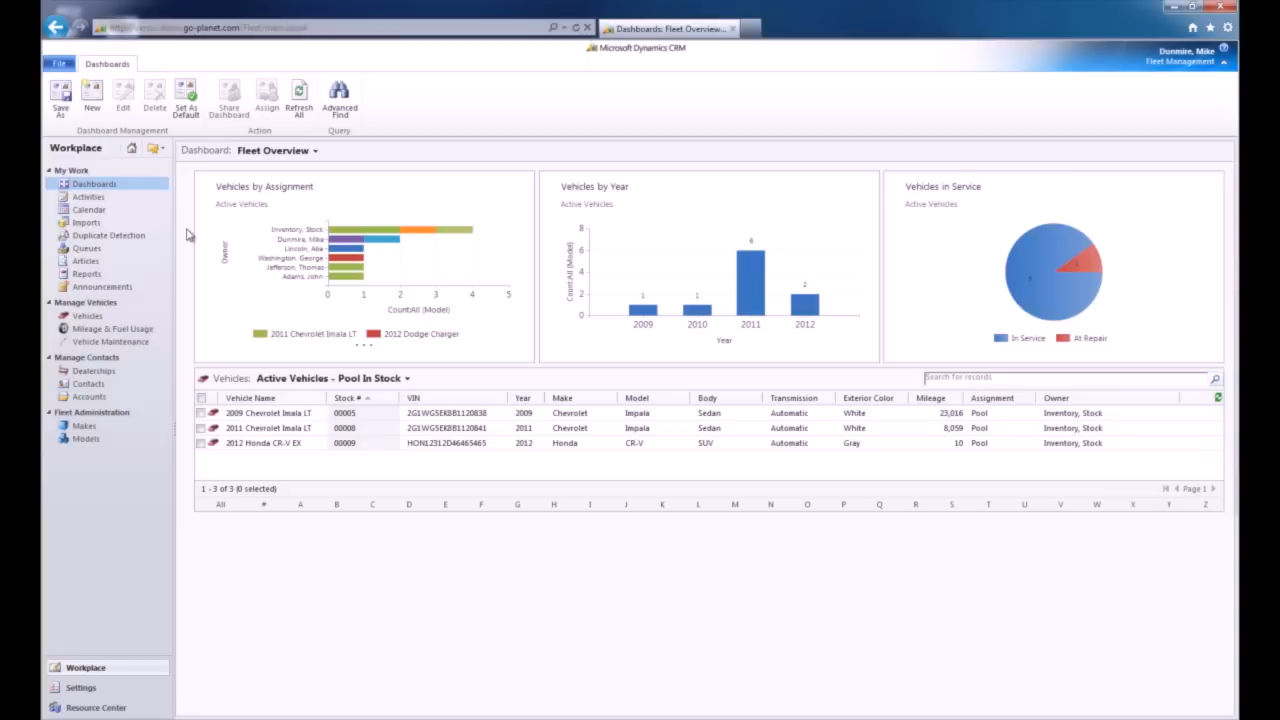 go-planet.com
Dashboards: Fleet Overview...
Microsoft Dynamics CRM
Dunmire, Mike
Fleet Management
File
Dashboards
Save As
New
Edit
Delete
Set As Default
Share Dashboard
Assign
Refresh All
Advanced Find
Dashboard Management
Action
Query
Workplace
My Work
Dashboards
Activities
Calendar
Imports
Duplicate Detection
Queues
Articles
Reports
Announcements
Manage Vehicles
Vehicles
Mileage & Fuel Usage
Vehicle Maintenance
Manage Contacts
Dealerships
Contacts
Accounts
Fleet Administration
Makes
Models
Workplace
Settings
Resource Center
Dashboard: Fleet Overview
Vehicles by Assignment
Active Vehicles
Owner
Inventory, Stock
Dunmire, Mike
Lincoln, Abe
Washington, George
Jefferson, Thomas
Adams, John
0 1 2 3 4 5
CountAll (Model)
2011 Chevrolet Imala LT 2012 Dodge Charger
Vehicles by Year
Active Vehicles
CountAll (Model)
8
6
4
2
0
1 1 6 2
2009 2010 2011 2012
Year
Vehicles in Service
Active Vehicles
In Service At Repair
Vehicles: Active Vehicles - Pool In Stock
Search for records
Vehicle Name Stock # VIN Year Make Model Body Transmission Exterior Color Mileage Assignment Owner
2009 Chevrolet Imala LT 00005 2G1WG5EK8B1120838 2009 Chevrolet Impala Sedan Automatic White 23,016 Pool Inventory, Stock
2011 Chevrolet Imala LT 00008 2G1WG5EK8B1120841 2011 Chevrolet Impala Sedan Automatic White 8,059 Pool Inventory, Stock
2012 Honda CR-V EX 00009 HON12312D46465465 2012 Honda CR-V SUV Automatic Gray 10 Pool Inventory, Stock
1 - 3 of 3 (0 selected)
Page 1
All # A B C D E F G H I J K L M N O P Q R S T U V W X Y Z